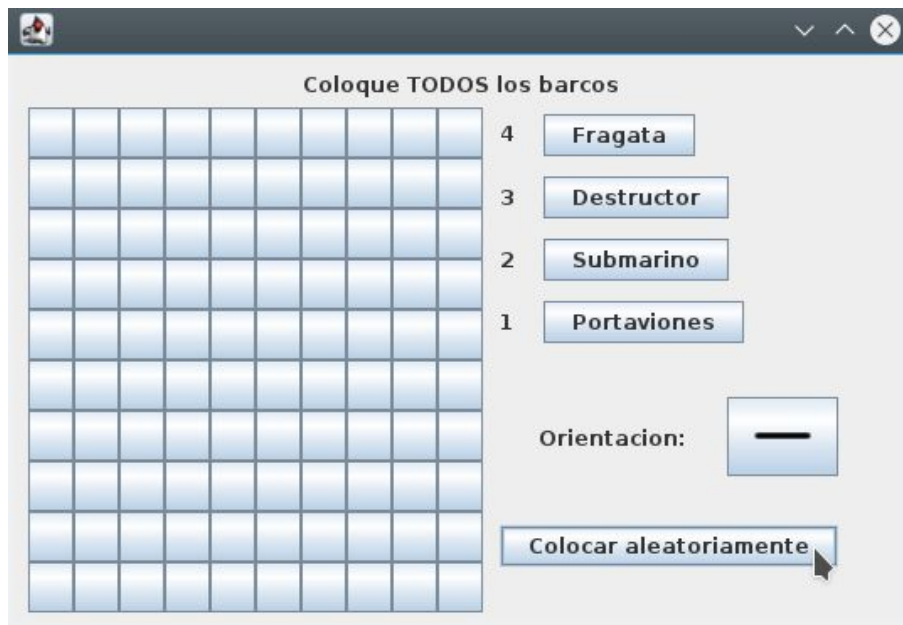 Coloque TODOS los barcos
4 Fragata
3 Destructor
2 Submarino
1 Portaviones
Orientacion:
Colocar aleatoriamente